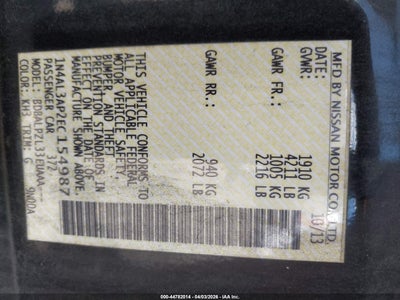 MFD BY NISSAN MOTOR CO., LTD.
10/13
GVWR: 1910 KG
4211 LB
GAWR FR.: 1005 KG
2216 LB
GAWR RR.: 940 KG
2072 LB
THIS VEHICLE CONFORMS TO
ALL APPLICABLE FEDERAL
MOTOR VEHICLE SAFETY,
BUMPER, AND THEFT
PREVENTION STANDARDS IN
EFFECT ON THE DATE OF
MANUFACTURE SHOWN ABOVE.
1N4AL3AP2EC154987
PASSENGER CAR 372
COLOR: KH3 TRIM: G
000-44782014 - 04/03/2026 - IAA Inc.